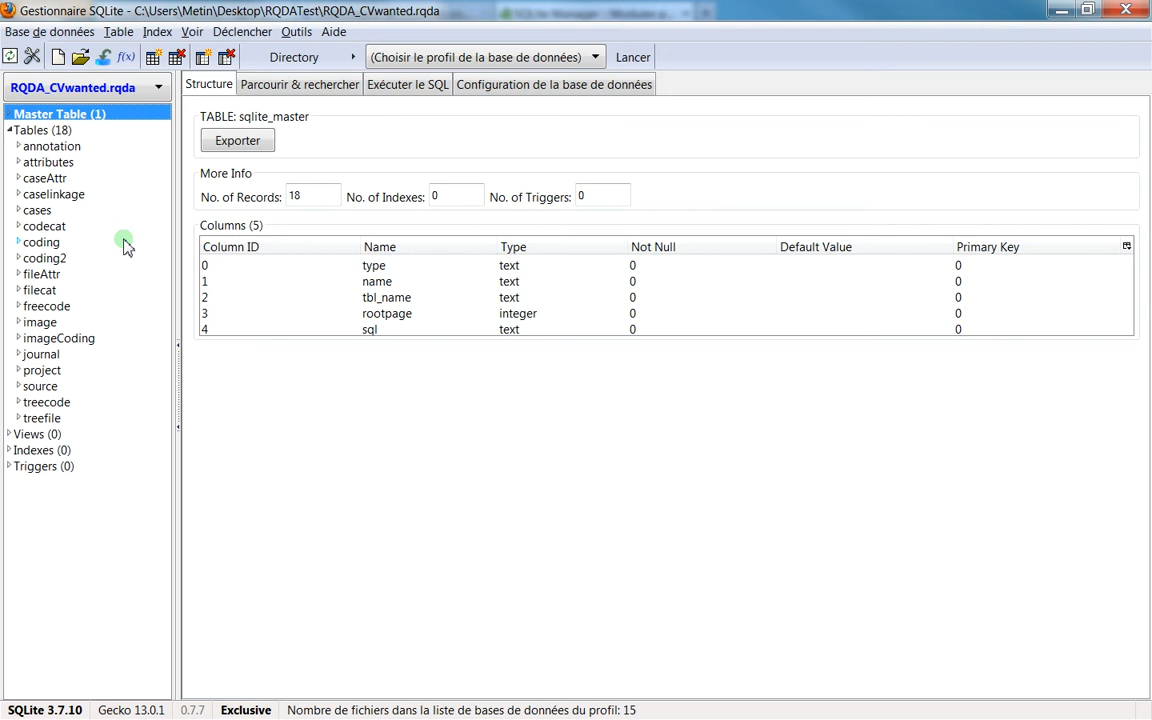 Gestionnaire SQLite - C:\Users\Metin\Desktop\RQDATest\RQDA_CVwanted.rqda
Base de données Table Index Voir Déclencher Outils Aide
f(x) Directory (Choisir le profil de la base de données) Lancer
RQDA_CVwanted.rqda
Structure Parcourir & rechercher Exécuter le SQL Configuration de la base de données
Master Table (1)
Tables (18)
annotation
attributes
caseAttr
caselinkage
cases
codecat
coding
coding2
fileAttr
filecat
freecode
image
imageCoding
journal
project
source
treecode
treefile
Views (0)
Indexes (0)
Triggers (0)
TABLE: sqlite_master
Exporter
More Info
No. of Records: 18 No. of Indexes: 0 No. of Triggers: 0
Columns (5)
Column ID Name Type Not Null Default Value Primary Key
0 type text 0 0
1 name text 0 0
2 tbl_name text 0 0
3 rootpage integer 0 0
4 sql text 0 0
SQLite 3.7.10 Gecko 13.0.1 0.7.7 Exclusive Nombre de fichiers dans la liste de bases de données du profil: 15